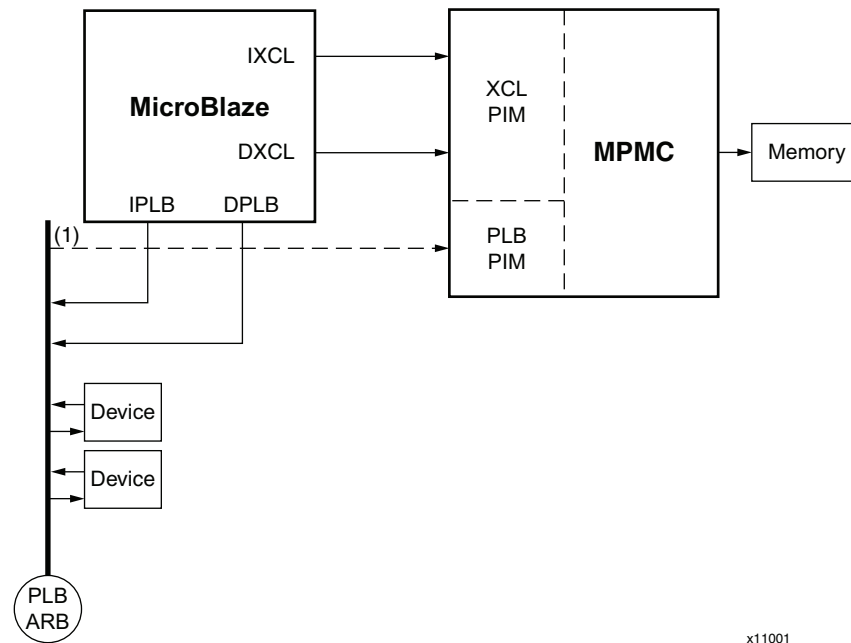 IXCL
MicroBlaze
DXCL
IPLB DPLB
XCL
PIM
MPMC
Memory
(1)
PLB
PIM
Device
Device
PLB
ARB
x11001